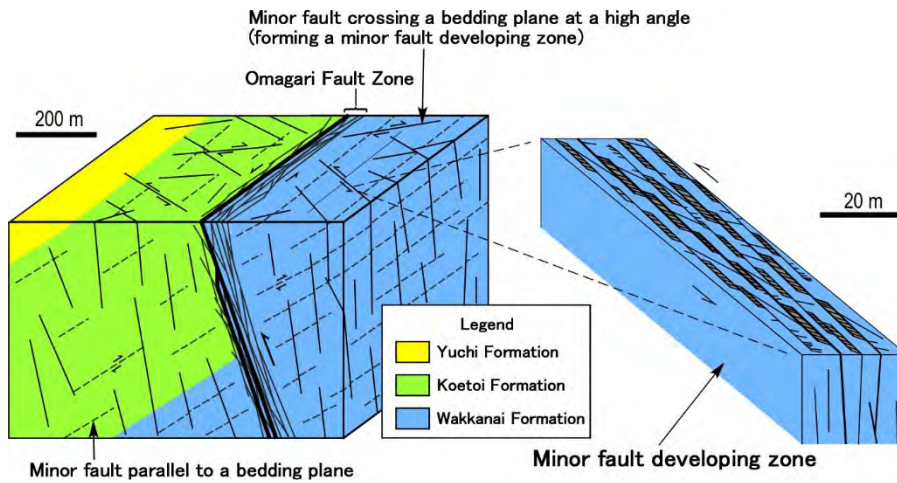 Minor fault crossing a bedding plane at a high angle
(forming a minor fault developing zone)
Omagari Fault Zone
200 m
20 m
Legend
Yuchi Formation
Koetoi Formation
Wakkanai Formation
Minor fault developing zone
Minor fault parallel to a bedding plane